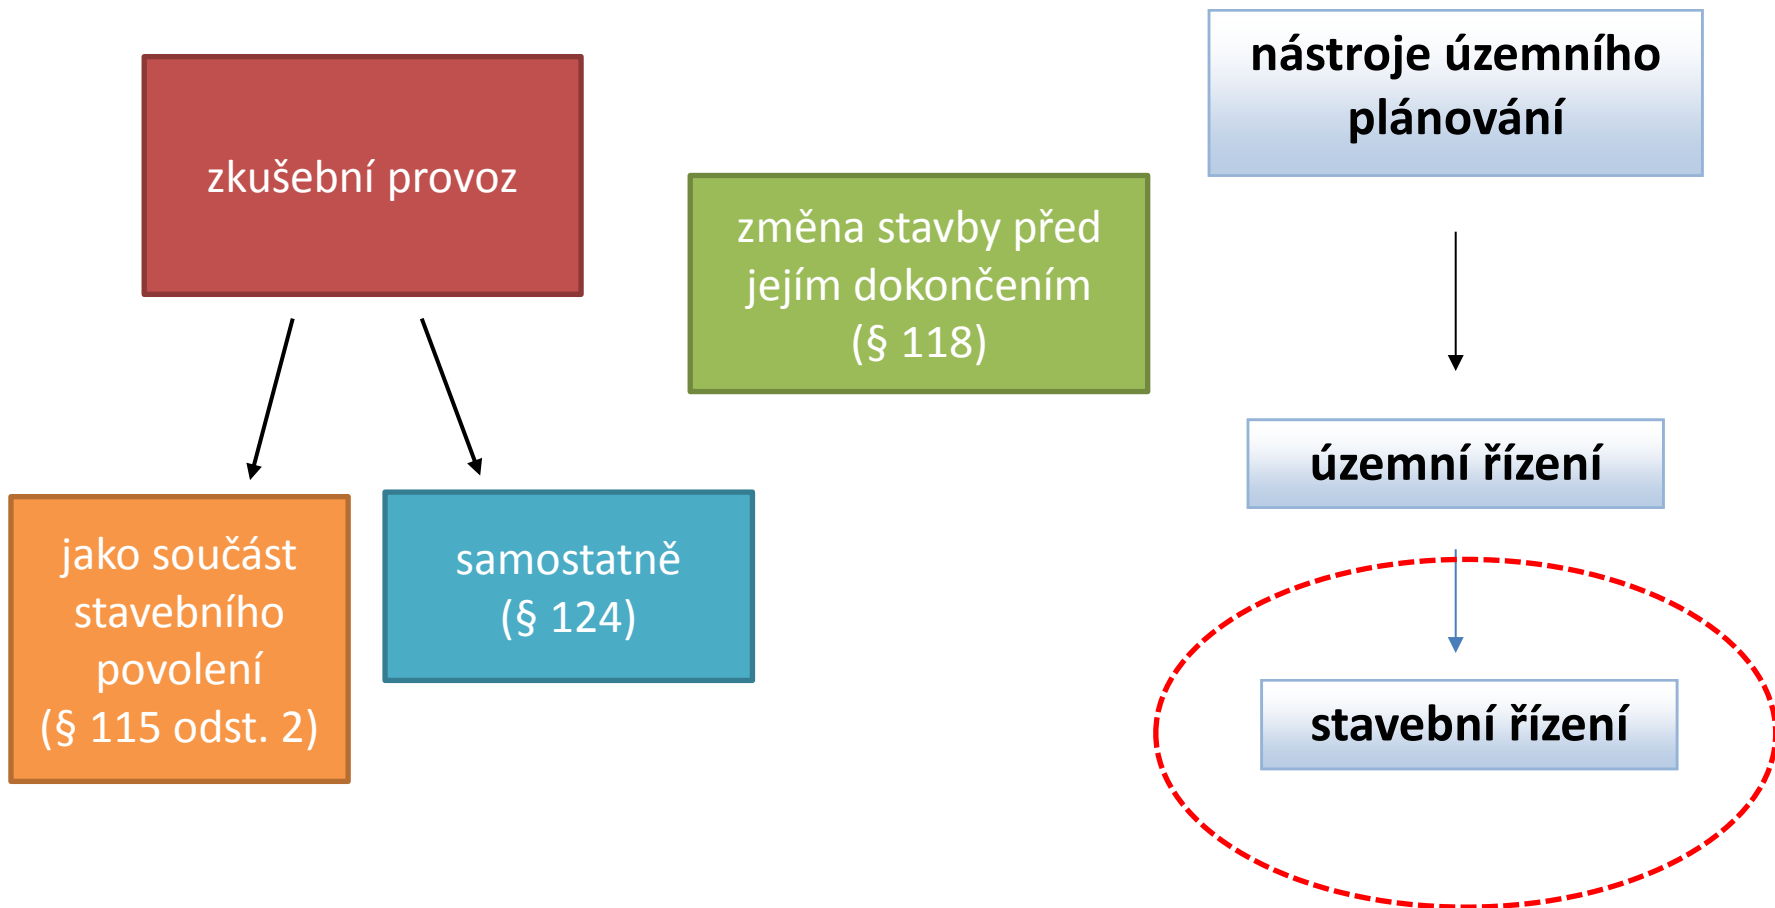 zkušební provoz
jako součást
stavebního
povolení
(§ 115 odst. 2)
samostatně
(§ 124)
změna stavby před
jejím dokončením
(§ 118)
nástroje územního
plánování
územní řízení
stavební řízení